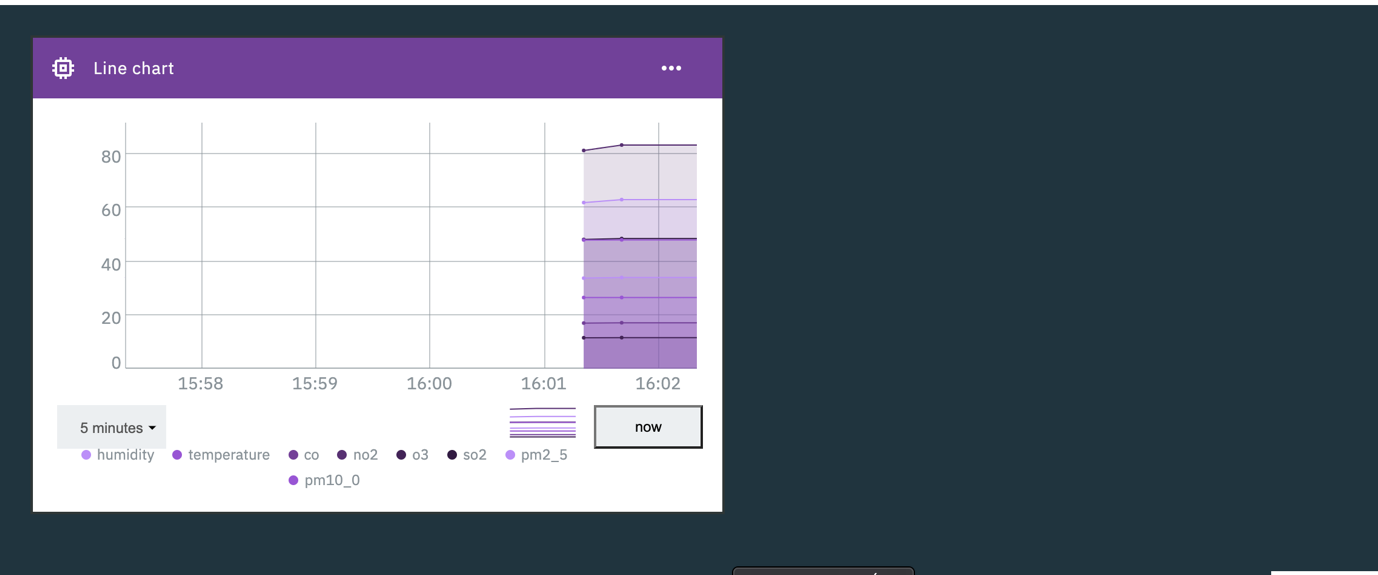 Line chart
80
60
40
20
0
15:58 15:59 16:00 16:01 16:02
5 minutes now
humidity temperature co no2 o3 so2 pm2_5
pm10_0